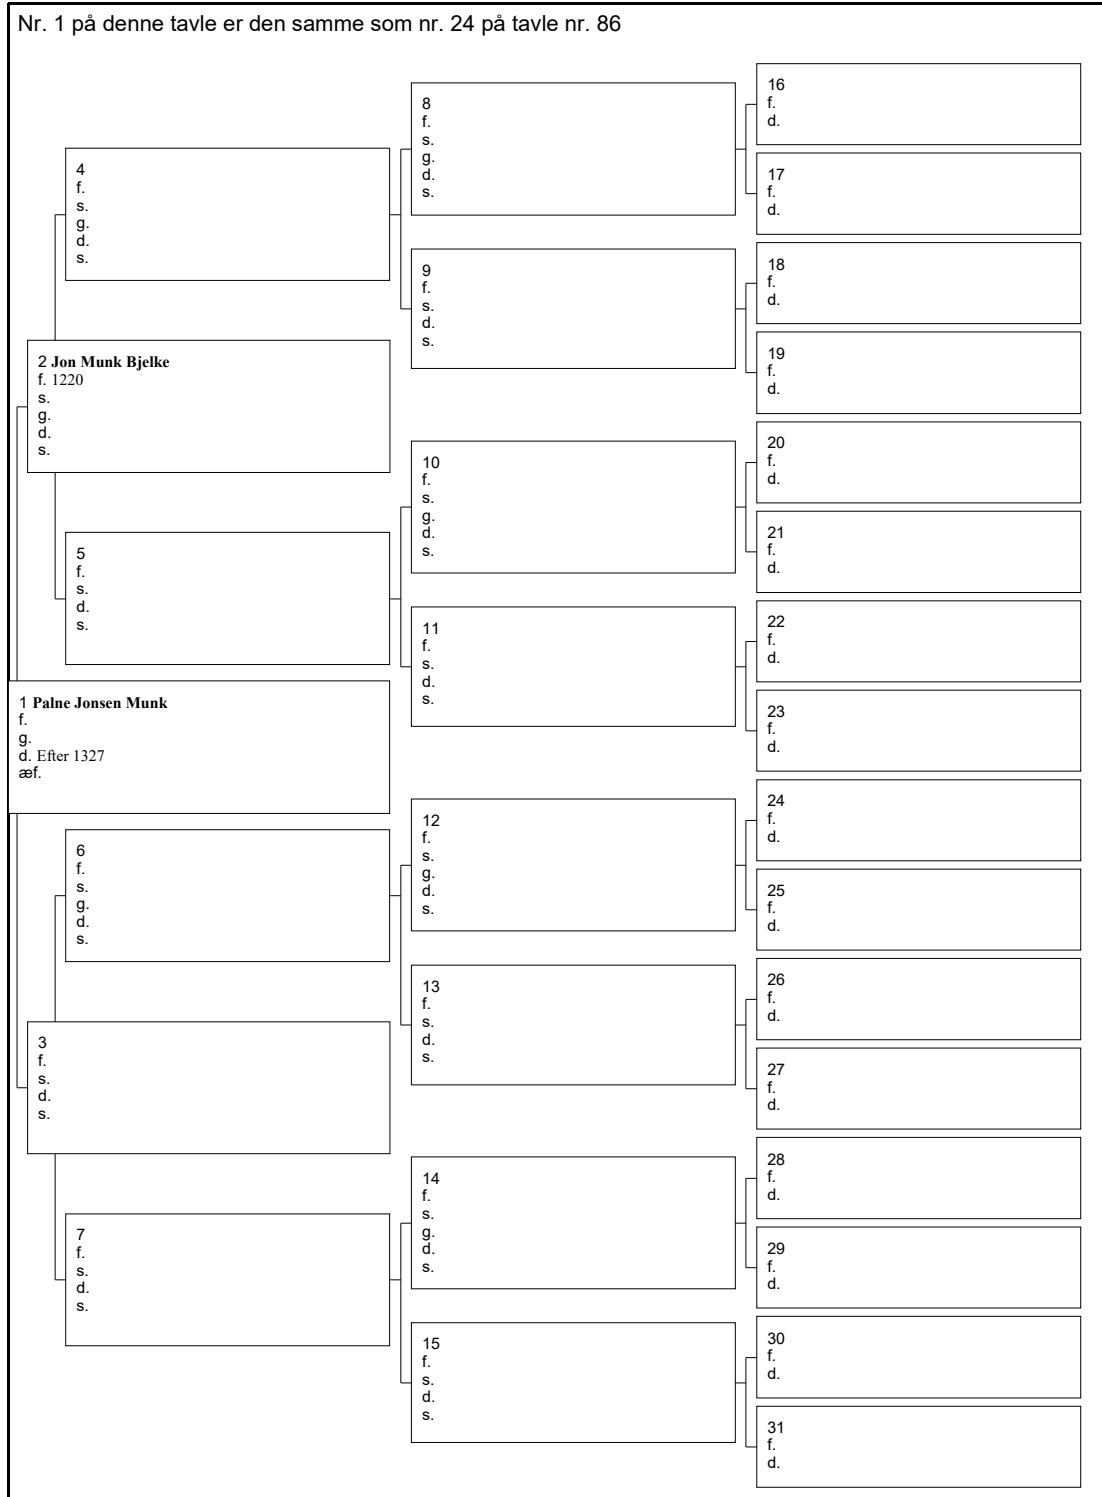 Nr. 1 på denne tavle er den samme som nr. 24 på tavle nr. 86
4
f.
s.
g.
d.
s.
2 Jon Munk Bjelke
f. 1220
s.
g.
d.
s.
5
f.
s.
d.
s.
1 Palne Jonsen Munk
f.
g.
d. Efter 1327
æf.
6
f.
s.
g.
d.
s.
3
f.
s.
d.
s.
7
f.
s.
d.
s.
8
f.
s.
g.
d.
s.
9
f.
s.
d.
s.
10
f.
s.
g.
d.
s.
11
f.
s.
d.
s.
12
f.
s.
g.
d.
s.
13
f.
s.
d.
s.
14
f.
s.
g.
d.
s.
15
f.
s.
d.
s.
16
f.
d.
17
f.
d.
18
f.
d.
19
f.
d.
20
f.
d.
21
f.
d.
22
f.
d.
23
f.
d.
24
f.
d.
25
f.
d.
26
f.
d.
27
f.
d.
28
f.
d.
29
f.
d.
30
f.
d.
31
f.
d.